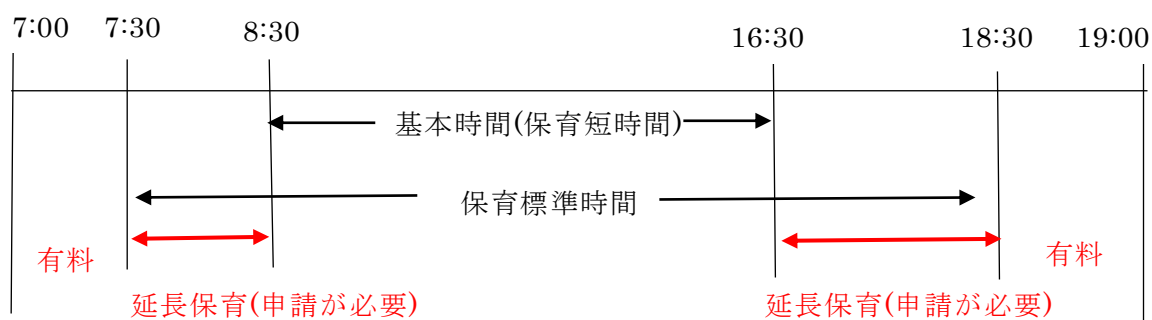 7:00 7:30 8:30 16:30 18:30 19:00
基本時間(保育短時間)
保育標準時間
有料 有料
延長保育(申請が必要) 延長保育(申請が必要)